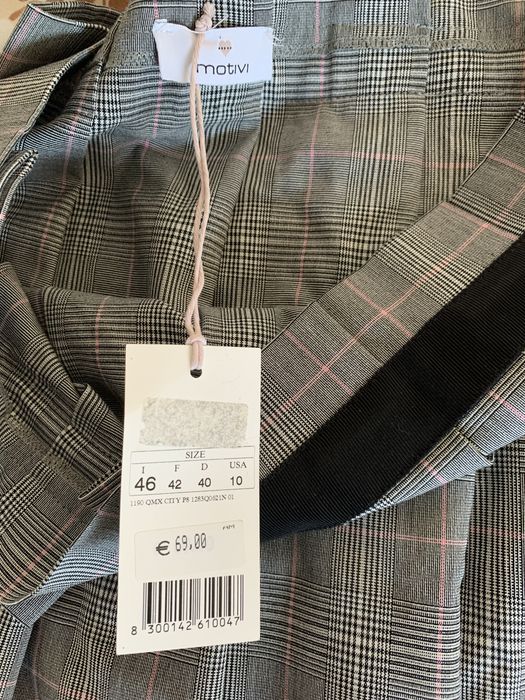 motivi
SIZE
I F D USA
46 42 40 10
1190 QMX CITY P8 1283Q0621N 01
€ 69,00
8 300142 610047